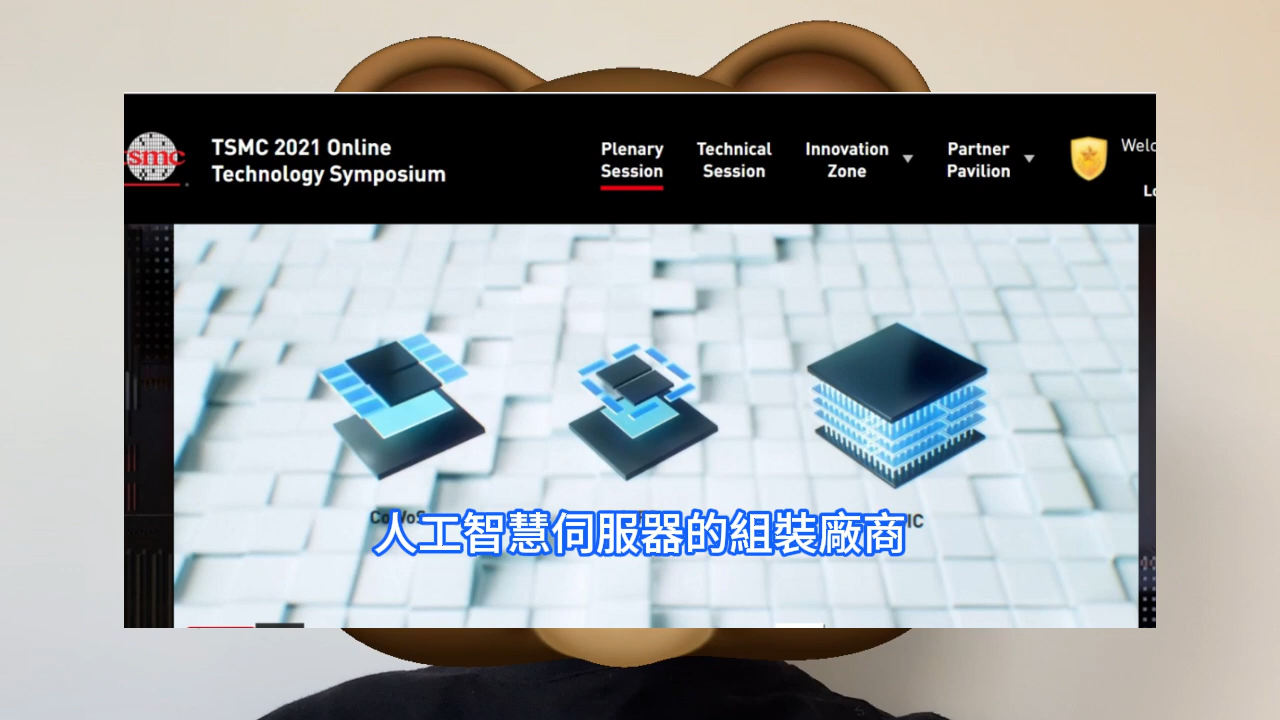 tsmc
TSMC 2021 Online
Technology Symposium
Plenary
Session
Technical
Session
Innovation
Zone
Partner
Pavilion
人工智慧伺服器的組裝廠商